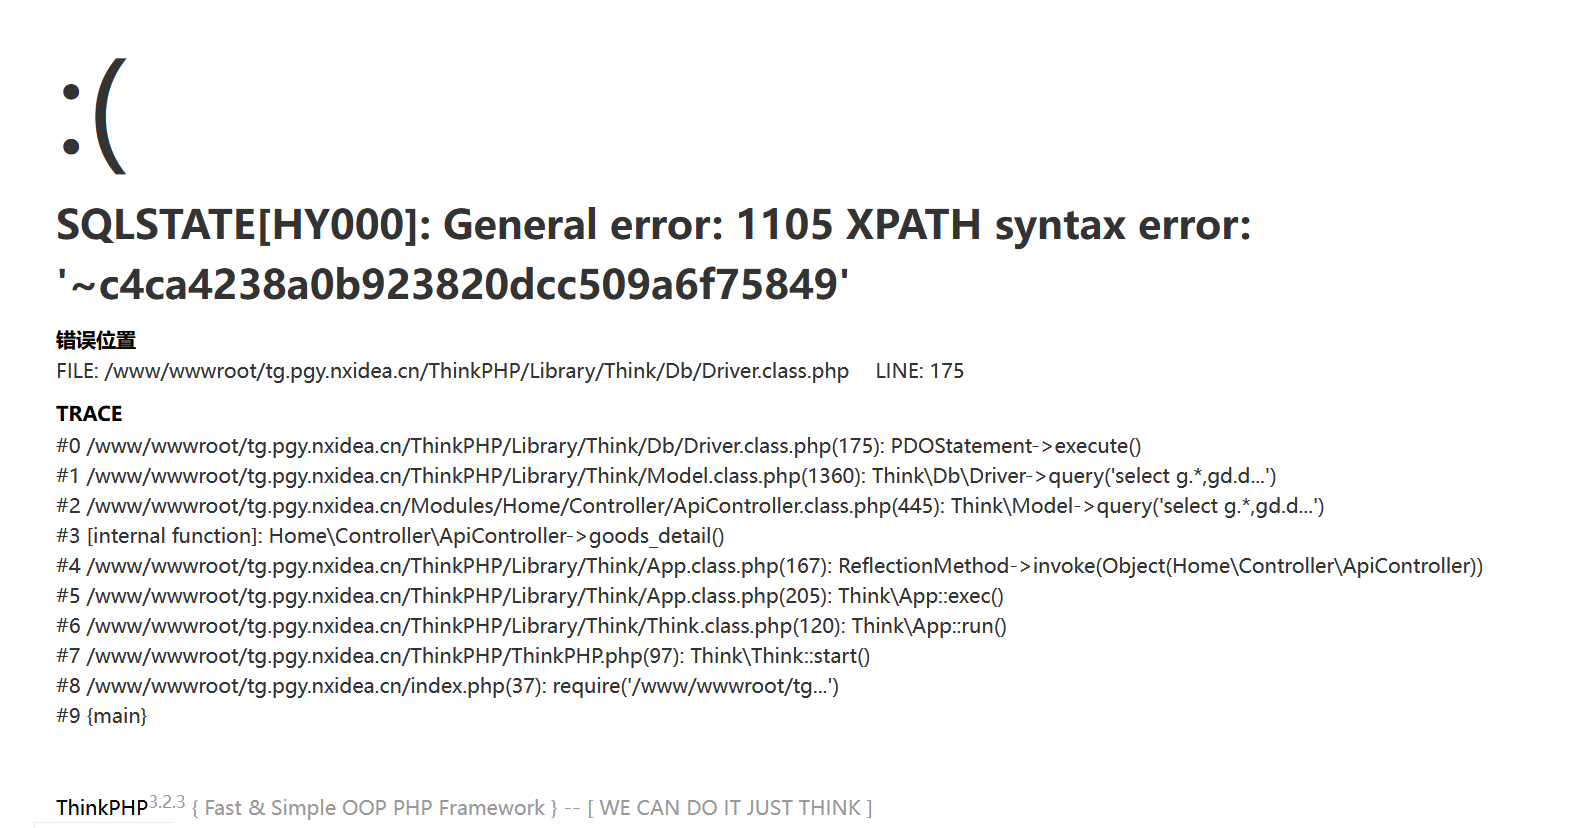 :(
SQLSTATE[HY000]: General error: 1105 XPATH syntax error:
'~c4ca4238a0b923820dcc509a6f75849'
错误位置
FILE: /www/wwwroot/tg.pgy.nxidea.cn/ThinkPHP/Library/Think/Db/Driver.class.php LINE: 175
TRACE
#0 /www/wwwroot/tg.pgy.nxidea.cn/ThinkPHP/Library/Think/Db/Driver.class.php(175): PDOStatement->execute()
#1 /www/wwwroot/tg.pgy.nxidea.cn/ThinkPHP/Library/Think/Model.class.php(1360): Think\Db\Driver->query('select g.*,gd.d...')
#2 /www/wwwroot/tg.pgy.nxidea.cn/Modules/Home/Controller/ApiController.class.php(445): Think\Model->query('select g.*,gd.d...')
#3 [internal function]: Home\Controller\ApiController->goods_detail()
#4 /www/wwwroot/tg.pgy.nxidea.cn/ThinkPHP/Library/Think/App.class.php(167): ReflectionMethod->invoke(Object(Home\Controller\ApiController))
#5 /www/wwwroot/tg.pgy.nxidea.cn/ThinkPHP/Library/Think/App.class.php(205): Think\App::exec()
#6 /www/wwwroot/tg.pgy.nxidea.cn/ThinkPHP/Library/Think/Think.class.php(120): Think\App::run()
#7 /www/wwwroot/tg.pgy.nxidea.cn/ThinkPHP/ThinkPHP.php(97): Think\Think::start()
#8 /www/wwwroot/tg.pgy.nxidea.cn/index.php(37): require('/www/wwwroot/tg...')
#9 {main}
ThinkPHP3.2.3 { Fast & Simple OOP PHP Framework } -- [ WE CAN DO IT JUST THINK ]